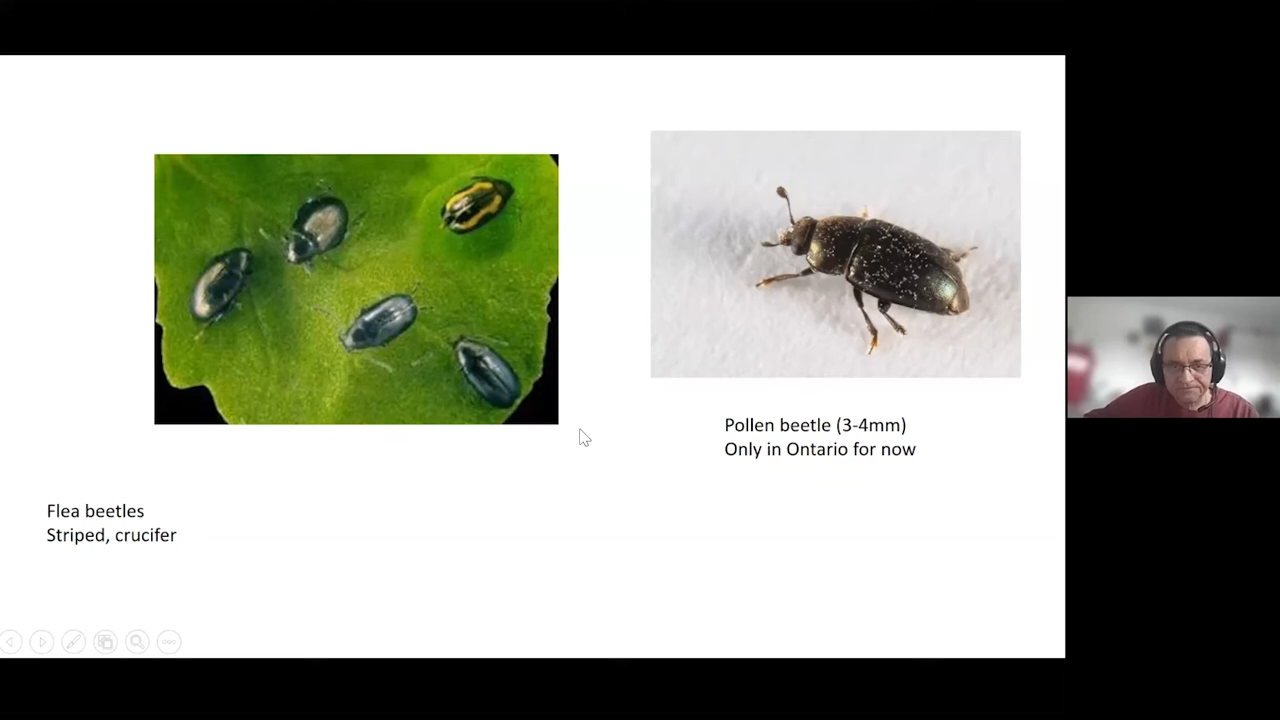 Pollen beetle (3-4mm)
Only in Ontario for now
Flea beetles
Striped, crucifer